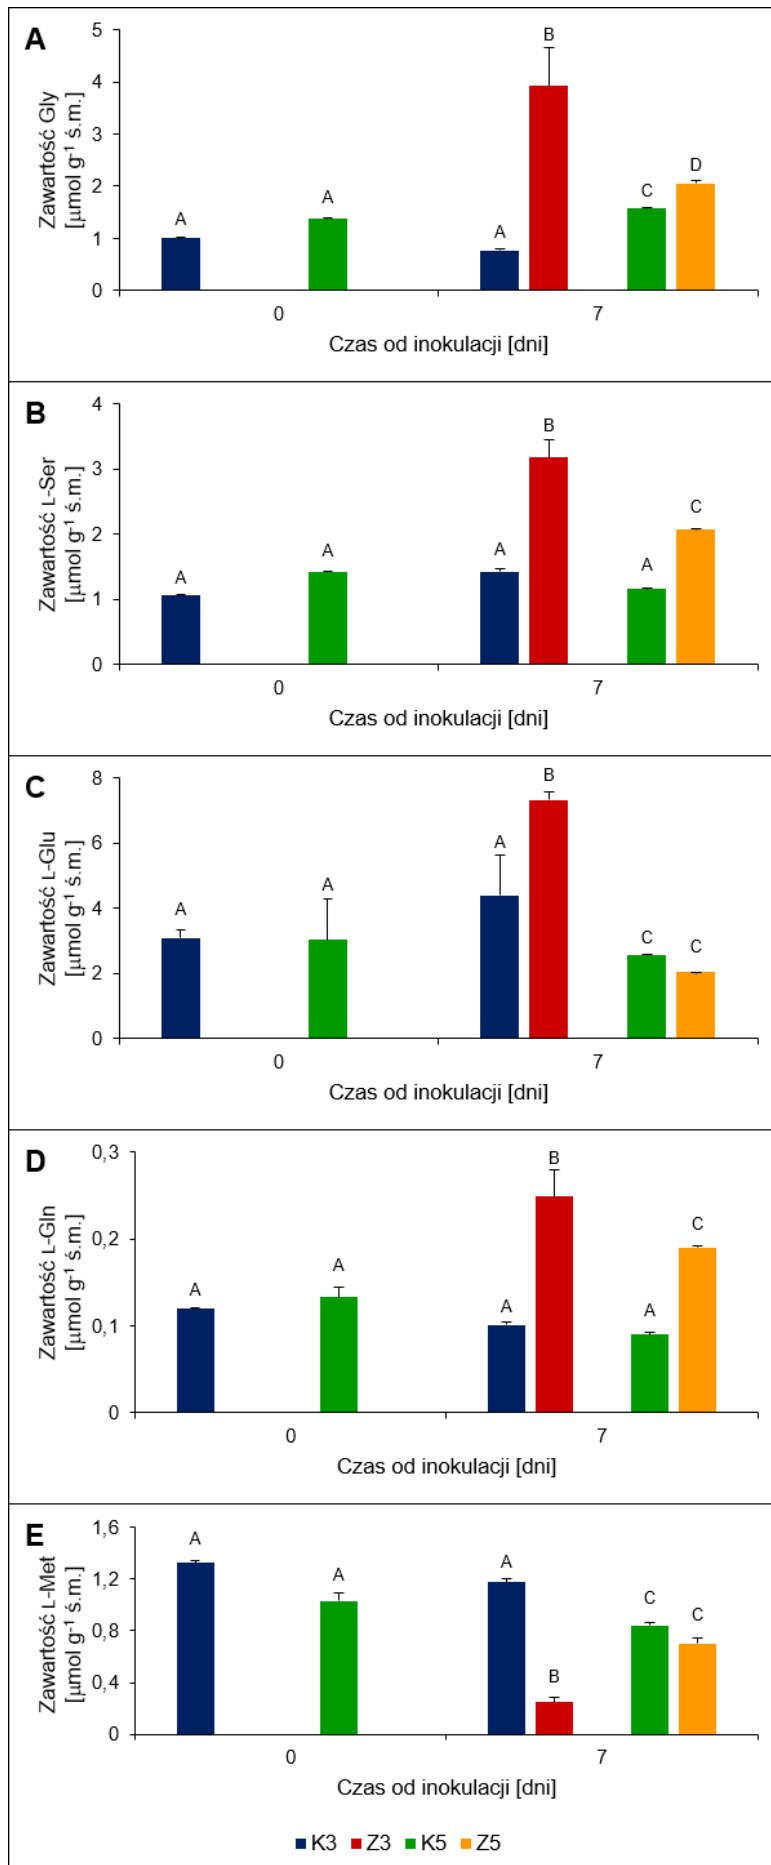 A
Zawartość Gly
[µmol g⁻¹ ś.m.]
5
4
3
2
1
0
A
A
A
B
C
D
0
7
Czas od inokulacji [dni]
B
Zawartość L-Ser
[µmol g⁻¹ ś.m.]
4
3
2
1
0
A
A
A
B
A
C
0
7
Czas od inokulacji [dni]
C
Zawartość L-Glu
[µmol g⁻¹ ś.m.]
8
6
4
2
0
A
A
A
B
C
C
0
7
Czas od inokulacji [dni]
D
Zawartość L-Gln
[µmol g⁻¹ ś.m.]
0,3
0,2
0,1
0
A
A
A
B
A
C
0
7
Czas od inokulacji [dni]
E
Zawartość L-Met
[µmol g⁻¹ ś.m.]
1,6
1,2
0,8
0,4
0
A
A
A
B
C
C
0
7
Czas od inokulacji [dni]
K3 Z3 K5 Z5